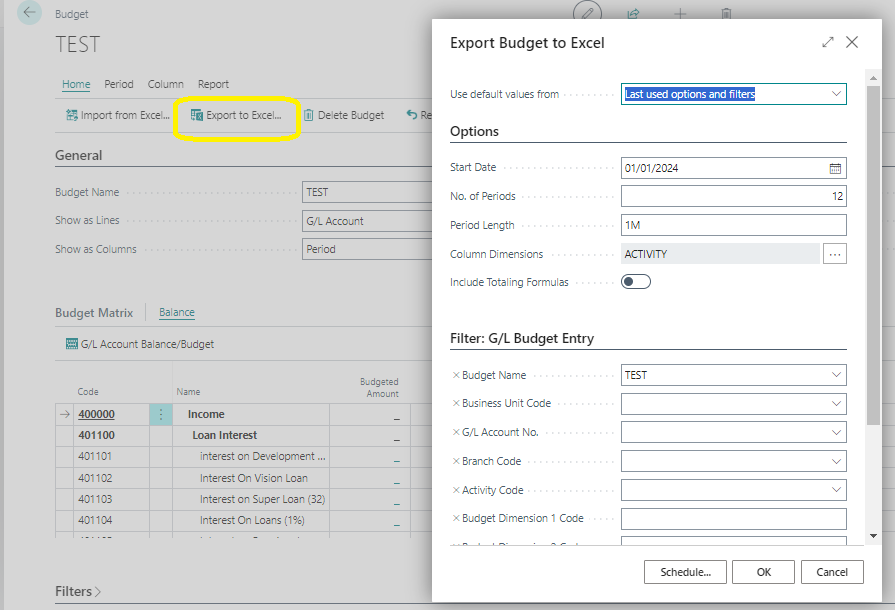 Budget
TEST
Home Period Column Report
Import from Excel... Export to Excel... Delete Budget Re
General
Budget Name TEST
Show as Lines G/L Account
Show as Columns Period
Budget Matrix Balance
G/L Account Balance/Budget
Code Name Budgeted Amount
400000 Income _
401100 Loan Interest _
401101 interest on Development ... _
401102 Interest On Vision Loan _
401103 Interest on Super Loan (32) _
401104 Interest On Loans (1%) _
Filters
Export Budget to Excel
Use default values from Last used options and filters
Options
Start Date 01/01/2024
No. of Periods 12
Period Length 1M
Column Dimensions ACTIVITY ...
Include Totaling Formulas
Filter: G/L Budget Entry
× Budget Name TEST
× Business Unit Code
× G/L Account No.
× Branch Code
× Activity Code
× Budget Dimension 1 Code
Schedule... OK Cancel